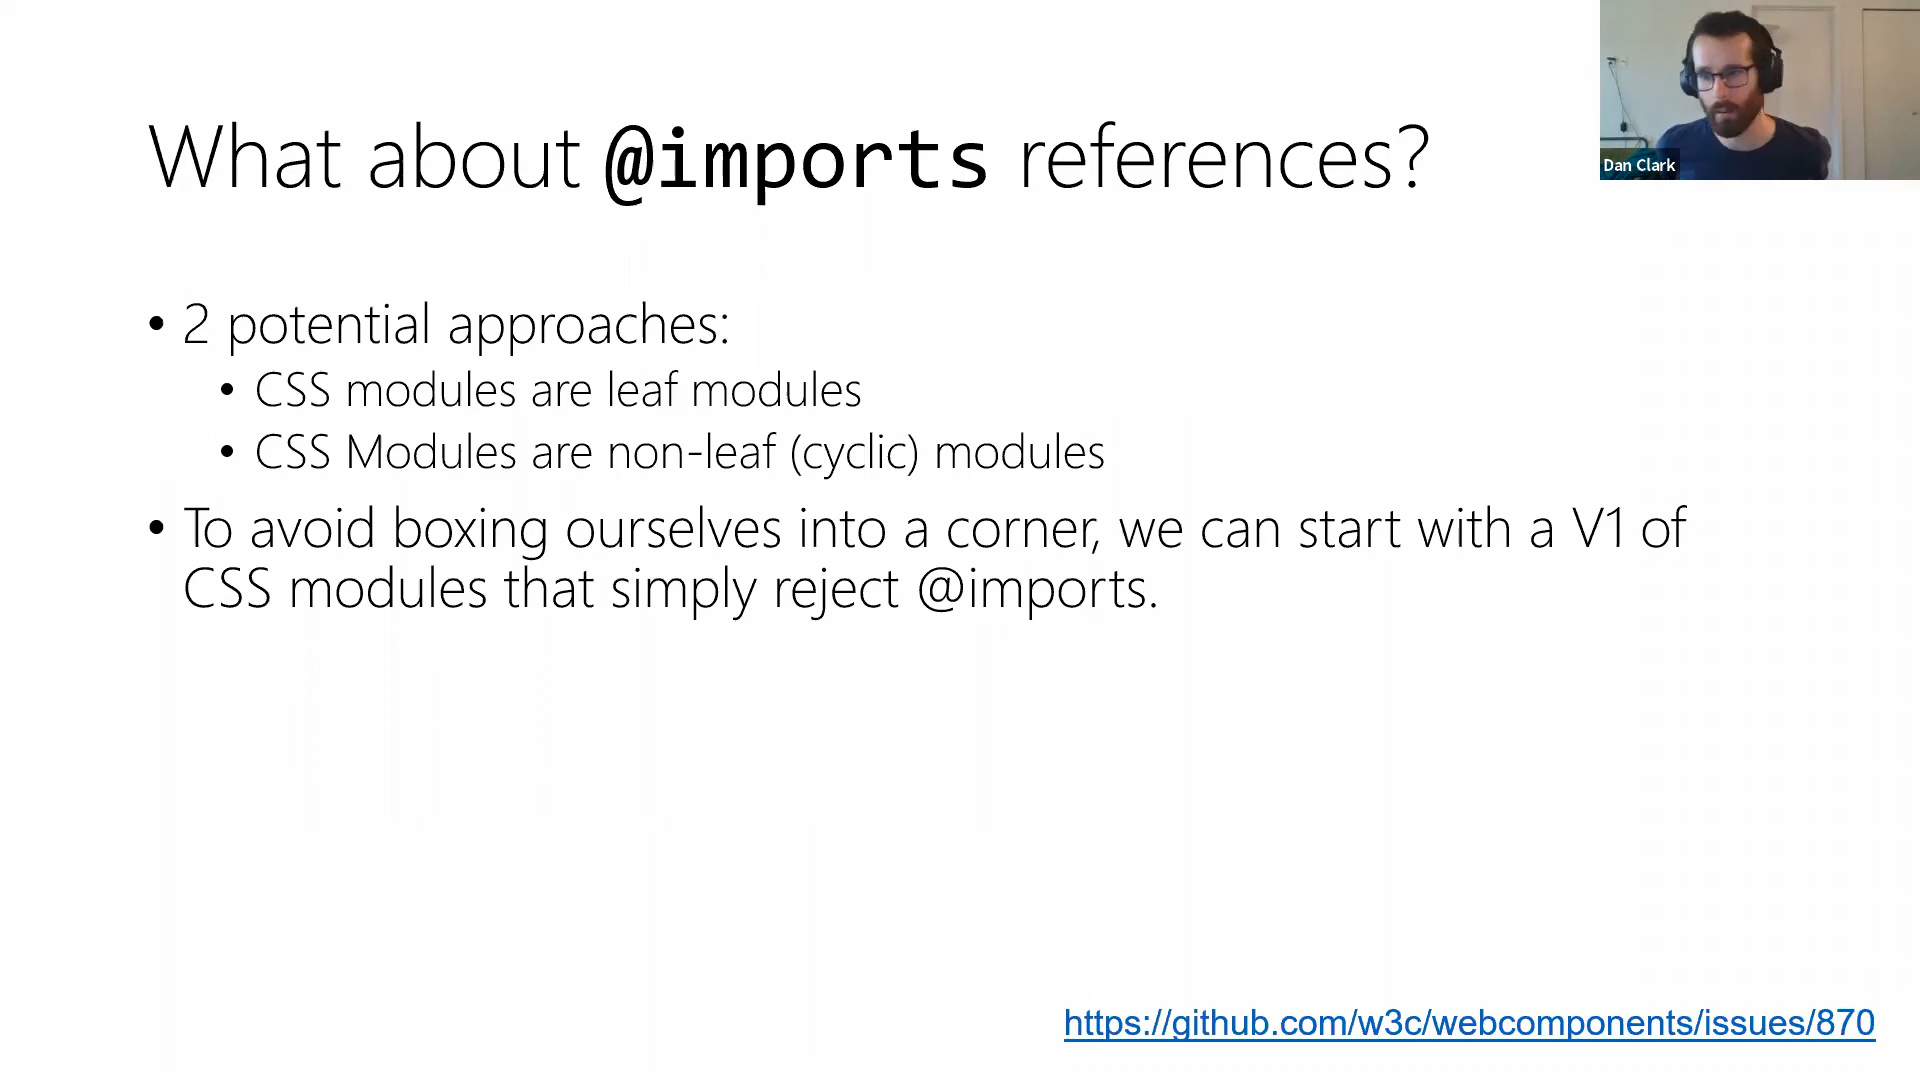 What about @imports references?
Dan Clark
• 2 potential approaches:
• CSS modules are leaf modules
• CSS Modules are non-leaf (cyclic) modules
• To avoid boxing ourselves into a corner, we can start with a V1 of
CSS modules that simply reject @imports.
https://github.com/w3c/webcomponents/issues/870